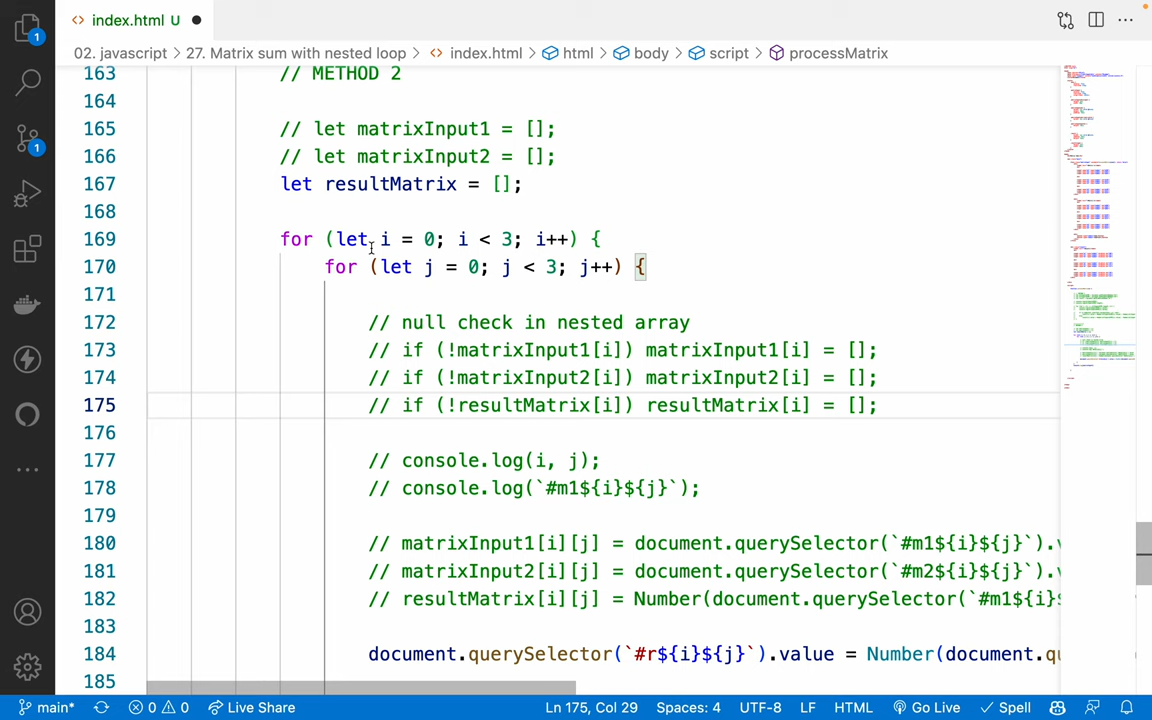 <> index.html U ●
02. javascript > 27. Matrix sum with nested loop > <> index.html > html > body > script > processMatrix
163 // METHOD 2
164
165 // let matrixInput1 = [];
166 // let matrixInput2 = [];
167 let resultMatrix = [];
168
169 for (let i = 0; i < 3; i++) {
170 for (let j = 0; j < 3; j++) {
171
172 // null check in nested array
173 // if (!matrixInput1[i]) matrixInput1[i] = [];
174 // if (!matrixInput2[i]) matrixInput2[i] = [];
175 // if (!resultMatrix[i]) resultMatrix[i] = [];
176
177 // console.log(i, j);
178 // console.log(`#m1${i}${j}`);
179
180 // matrixInput1[i][j] = document.querySelector(`#m1${i}${j}`).v
181 // matrixInput2[i][j] = document.querySelector(`#m2${i}${j}`).v
182 // resultMatrix[i][j] = Number(document.querySelector(`#m1${i}$
183
184 document.querySelector(`#r${i}${j}`).value = Number(document.qu
185
1
1
main* 0 0 Live Share Ln 175, Col 29 Spaces: 4 UTF-8 LF HTML Go Live Spell